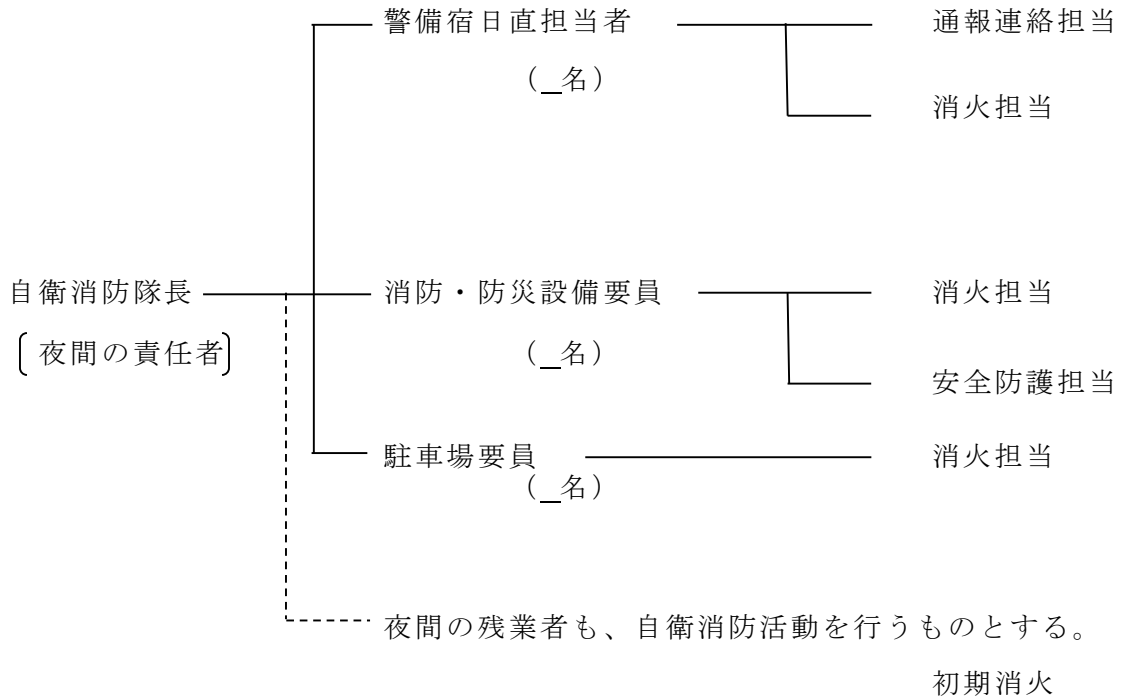 警備宿日直担当者 通報連絡担当
(_名)
消火担当
自衛消防隊長 消防・防災設備要員 消火担当
〔夜間の責任者〕 (_名)
安全防護担当
駐車場要員 消火担当
(_名)
夜間の残業者も、自衛消防活動を行うものとする。
初期消火